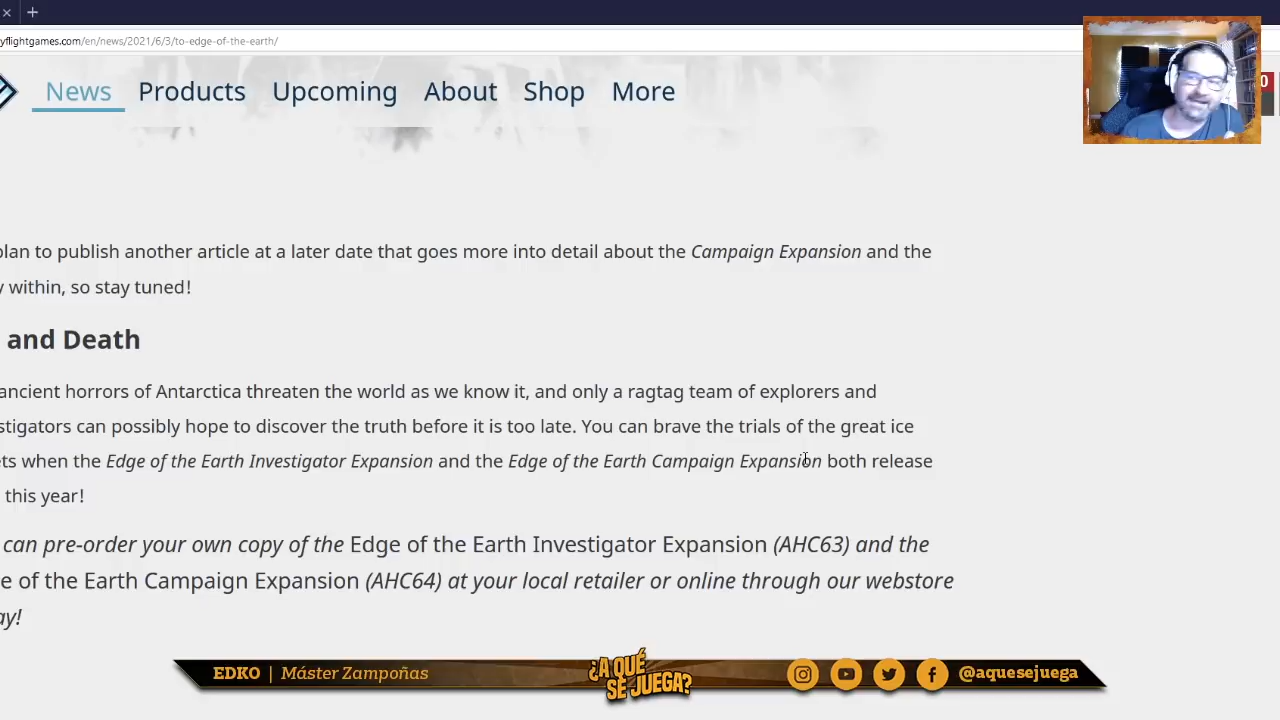 yflightgames.com/en/news/2021/6/3/to-edge-of-the-earth/
News Products Upcoming About Shop More
0
plan to publish another article at a later date that goes more into detail about the Campaign Expansion and the
y within, so stay tuned!
and Death
ancient horrors of Antarctica threaten the world as we know it, and only a ragtag team of explorers and
stigators can possibly hope to discover the truth before it is too late. You can brave the trials of the great ice
ets when the Edge of the Earth Investigator Expansion and the Edge of the Earth Campaign Expansion both release
this year!
can pre-order your own copy of the Edge of the Earth Investigator Expansion (AHC63) and the
e of the Earth Campaign Expansion (AHC64) at your local retailer or online through our webstore
ay!
EDKO | Máster Zampoñas
¿A QUÉ
SE JUEGA?
@aquesejuega